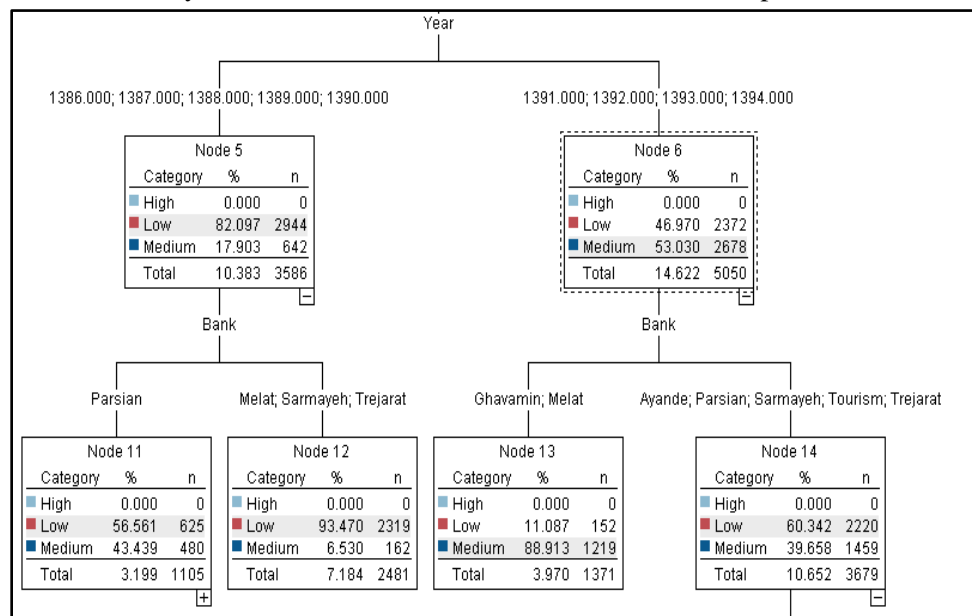 Year
1386.000; 1387.000; 1388.000; 1389.000; 1390.000
1391.000; 1392.000; 1393.000; 1394.000
Node 5
Category % n
High 0.000 0
Low 82.097 2944
Medium 17.903 642
Total 10.383 3586
Node 6
Category % n
High 0.000 0
Low 46.970 2372
Medium 53.030 2678
Total 14.622 5050
Bank
Bank
Parsian
Melat; Sarmayeh; Trejarat
Ghavamin; Melat
Ayande; Parsian; Sarmayeh; Tourism; Trejarat
Node 11
Category % n
High 0.000 0
Low 56.561 625
Medium 43.439 480
Total 3.199 1105
Node 12
Category % n
High 0.000 0
Low 93.470 2319
Medium 6.530 162
Total 7.184 2481
Node 13
Category % n
High 0.000 0
Low 11.087 152
Medium 88.913 1219
Total 3.970 1371
Node 14
Category % n
High 0.000 0
Low 60.342 2220
Medium 39.658 1459
Total 10.652 3679